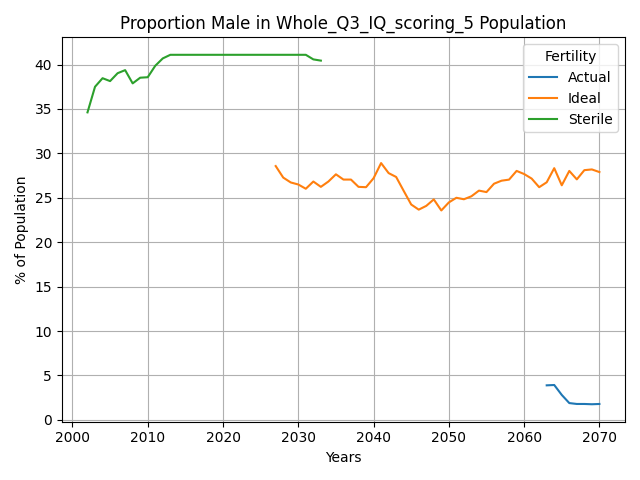 Proportion Male in Whole_Q3_IQ_scoring_5 Population
Fertility
Actual
Ideal
Sterile
% of Population
40
35
30
25
20
15
10
5
0
2000 2010 2020 2030 2040 2050 2060 2070
Years